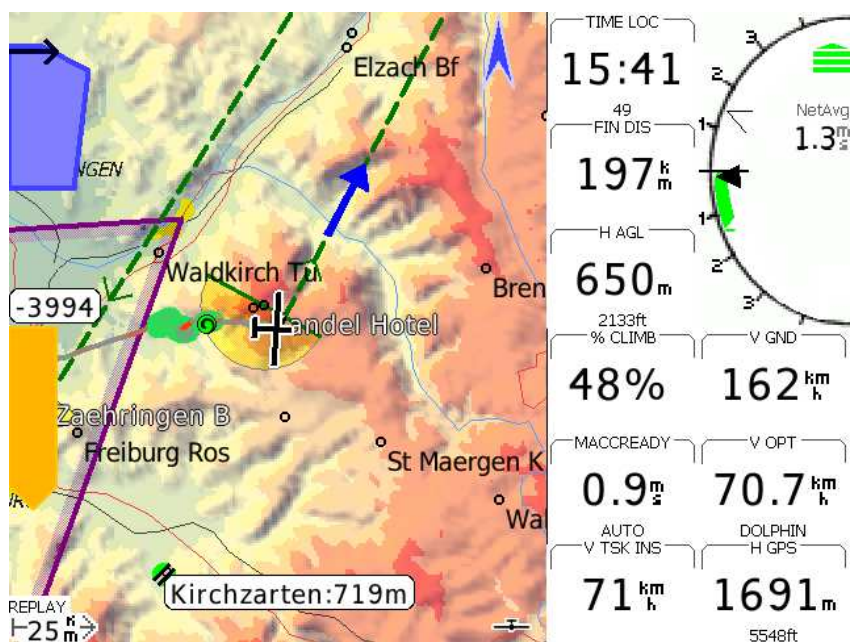 Elzach Bf
NGEN
Waldkirch Tu
Bren
-3994
andel Hotel
Zaehringen B
Freiburg Ros
St Maergen K
Wa
Kirchzarten:719m
REPLAY
25 km
TIME LOC
15:41
49
FIN DIS
197 km
H AGL
650 m
2133ft
% CLIMB
48%
V GND
162 km h
MACCREADY
0.9 m s
AUTO
V OPT
70.7 km h
DOLPHIN
V TSK INS
71 km h
H GPS
1691 m
5548ft
3
2
1
NetAvg
1.3 m s
1
2
3